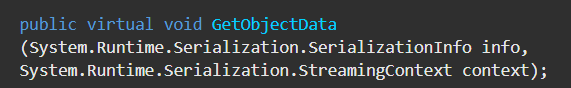 public virtual void GetObjectData
(System.Runtime.Serialization.SerializationInfo info,
System.Runtime.Serialization.StreamingContext context);